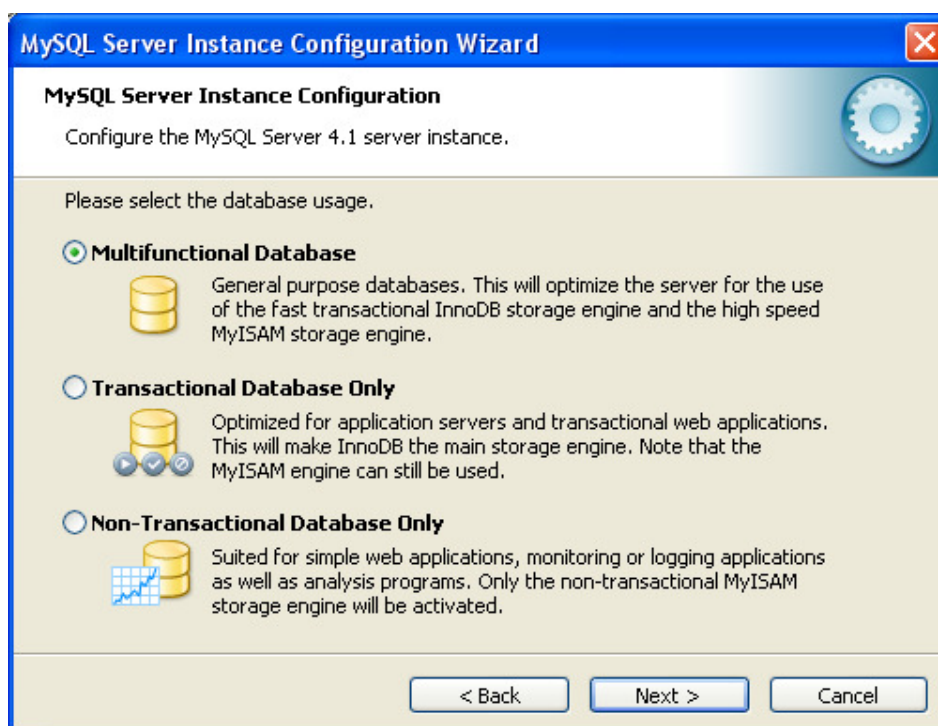 MySQL Server Instance Configuration Wizard
MySQL Server Instance Configuration
Configure the MySQL Server 4.1 server instance.
Please select the database usage.
Multifunctional Database
General purpose databases. This will optimize the server for the use
of the fast transactional InnoDB storage engine and the high speed
MyISAM storage engine.
Transactional Database Only
Optimized for application servers and transactional web applications.
This will make InnoDB the main storage engine. Note that the
MyISAM engine can still be used.
Non-Transactional Database Only
Suited for simple web applications, monitoring or logging applications
as well as analysis programs. Only the non-transactional MyISAM
storage engine will be activated.
< Back Next > Cancel